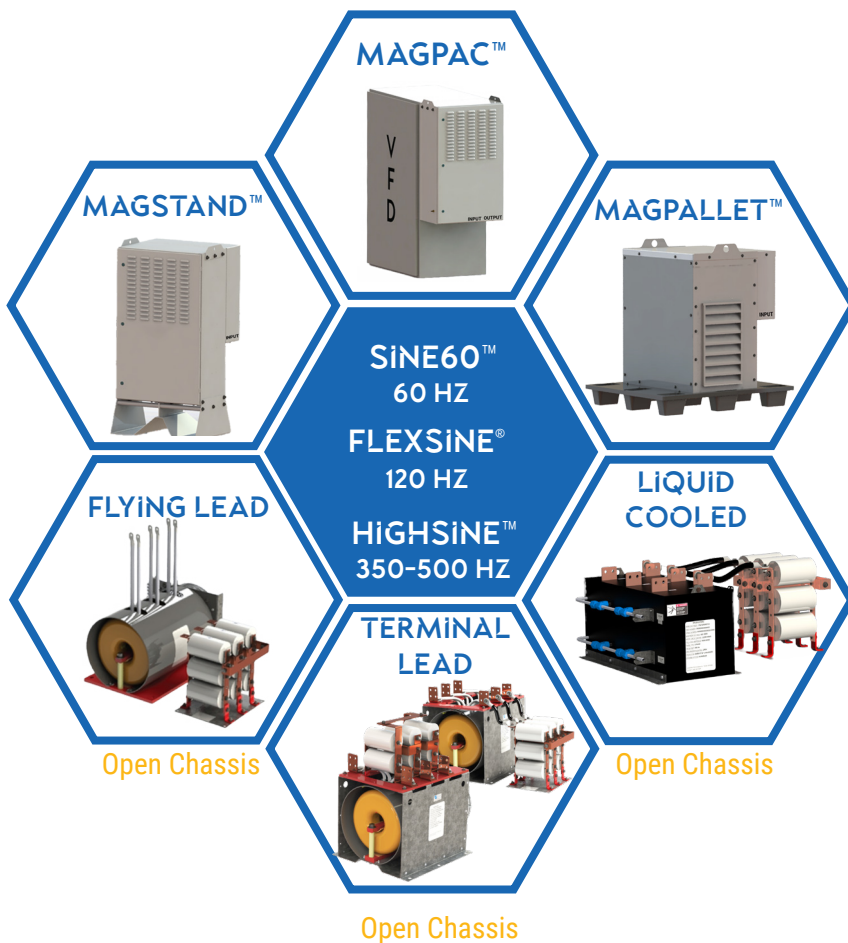 MAGPAC™
VFD
INPUT OUTPUT
MAGSTAND™
INPUT
MAGPALLET™
INPUT
SiNE60™
60 HZ
FLEXSiNE®
120 HZ
HiGHSiNE™
350-500 HZ
FLYiNG LEAD
Open Chassis
LiQUiD
COOLED
Open Chassis
TERMiNAL
LEAD
Open Chassis